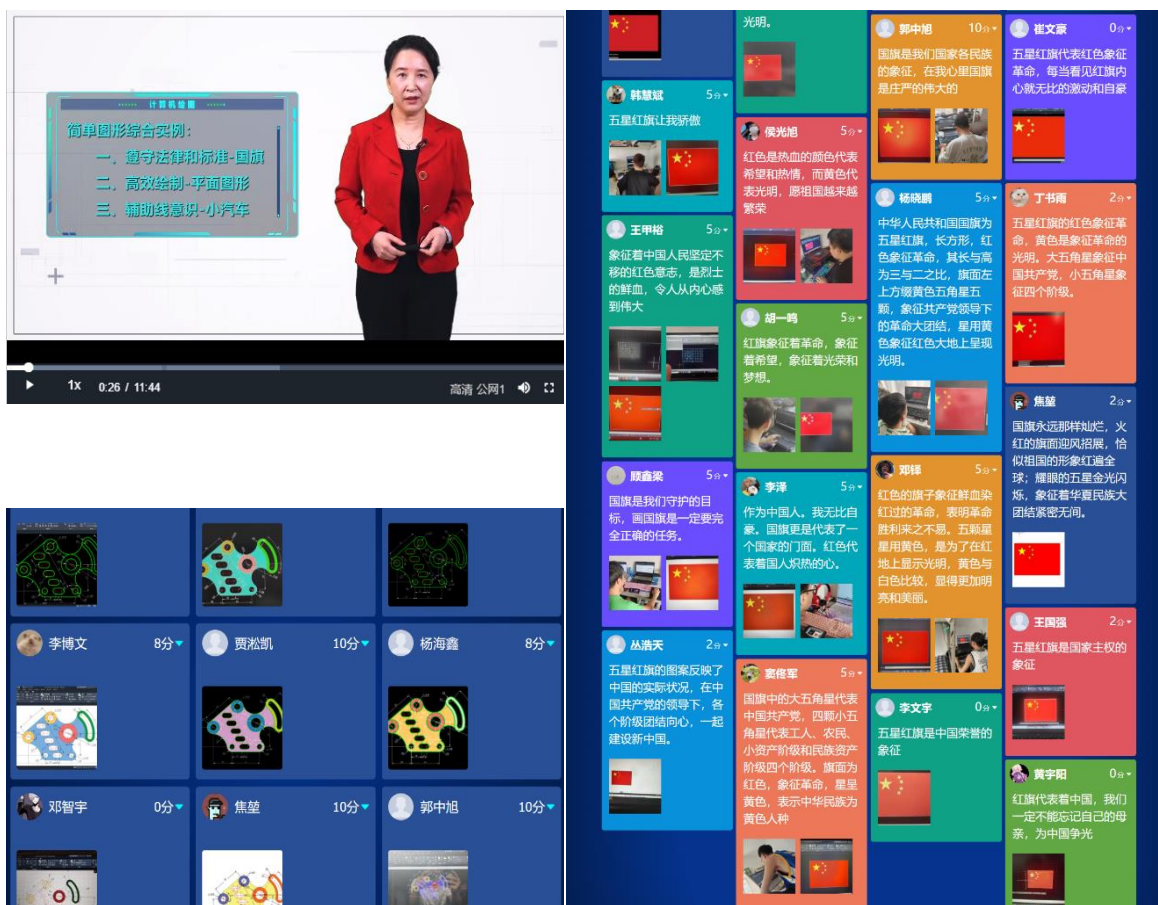 计算机绘图
简单图形综合实例：
一、遵守法律和标准-国旗
二、高效绘制-平面图形
三、辅助线意识-小汽车
1x 0:26 / 11:44 高清 公网1
李博文 8分
贾淞凯 10分
杨海鑫 8分
邓智宇 0分
焦堃 10分
郭中旭 10分
韩慧斌 5分
五星红旗让我骄傲
王甲裕 5分
象征着中国人民坚定不
移的红色意志，是烈士
的鲜血，令人从内心感
到伟大
顾鑫梁 5分
国旗是我们守护的目
标，画国旗是一定要完
全正确的任务。
丛浩天 2分
五星红旗的图案反映了
中国的实际状况，在中
国共产党的领导下，各
个阶级团结向心，一起
建设新中国。
光明。
侯光旭 5分
红色是热血的颜色代表
希望和热情，而黄色代
表光明，愿祖国越来越
繁荣
胡一鸣 5分
红旗象征着革命，象征
着希望，象征着光荣和
梦想。
李泽 5分
作为中国人。我无比自
豪。国旗更是代表了一
个国家的门面。红色代
表着国人炽热的心。
窦佟军 5分
国旗中的大五角星代表
中国共产党，四颗小五
角星代表工人、农民、
小资产阶级和民族资产
阶级四个阶级。旗面为
红色，象征革命，星呈
黄色，表示中华民族为
黄色人种
郭中旭 10分
国旗是我们国家各民族
的象征，在我心里国旗
是庄严的伟大的
杨晓鹏 5分
中华人民共和国国旗为
五星红旗，长方形，红
色象征革命，其长与高
为三与二之比，旗面左
上方缀黄色五角星五
颗，象征共产党领导下
的革命大团结，星用黄
色象征红色大地上呈现
光明。
邓铎 5分
红色的旗子象征鲜血染
红过的革命，表明革命
胜利来之不易。五颗星
星用黄色，是为了在红
地上显示光明，黄色与
白色比较，显得更加明
亮和美丽。
李文宇 0分
五星红旗是中国荣誉的
象征
崔文豪 0分
五星红旗代表红色象征
革命，每当看见红旗内
心就无比的激动和自豪
丁书雨 2分
五星红旗的红色象征革
命，黄色是象征革命的
光明。大五角星象征中
国共产党，小五角星象
征四个阶级。
焦堃 2分
国旗永远那样灿烂，火
红的旗面迎风招展，恰
似祖国的形象红遍全
球；耀眼的五星金光闪
烁，象征着华夏民族大
团结紧密无间。
王国强 2分
五星红旗是国家主权的
象征
黄宇阳 0分
红旗代表着中国，我们
一定不能忘记自己的母
亲，为中国争光